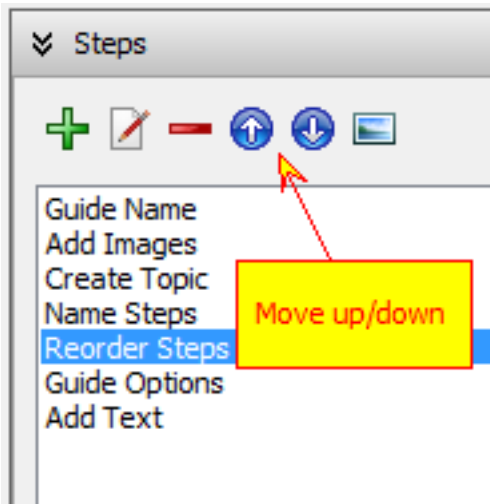 Steps
Guide Name
Add Images
Create Topic
Name Steps
Move up/down
Reorder Steps
Guide Options
Add Text